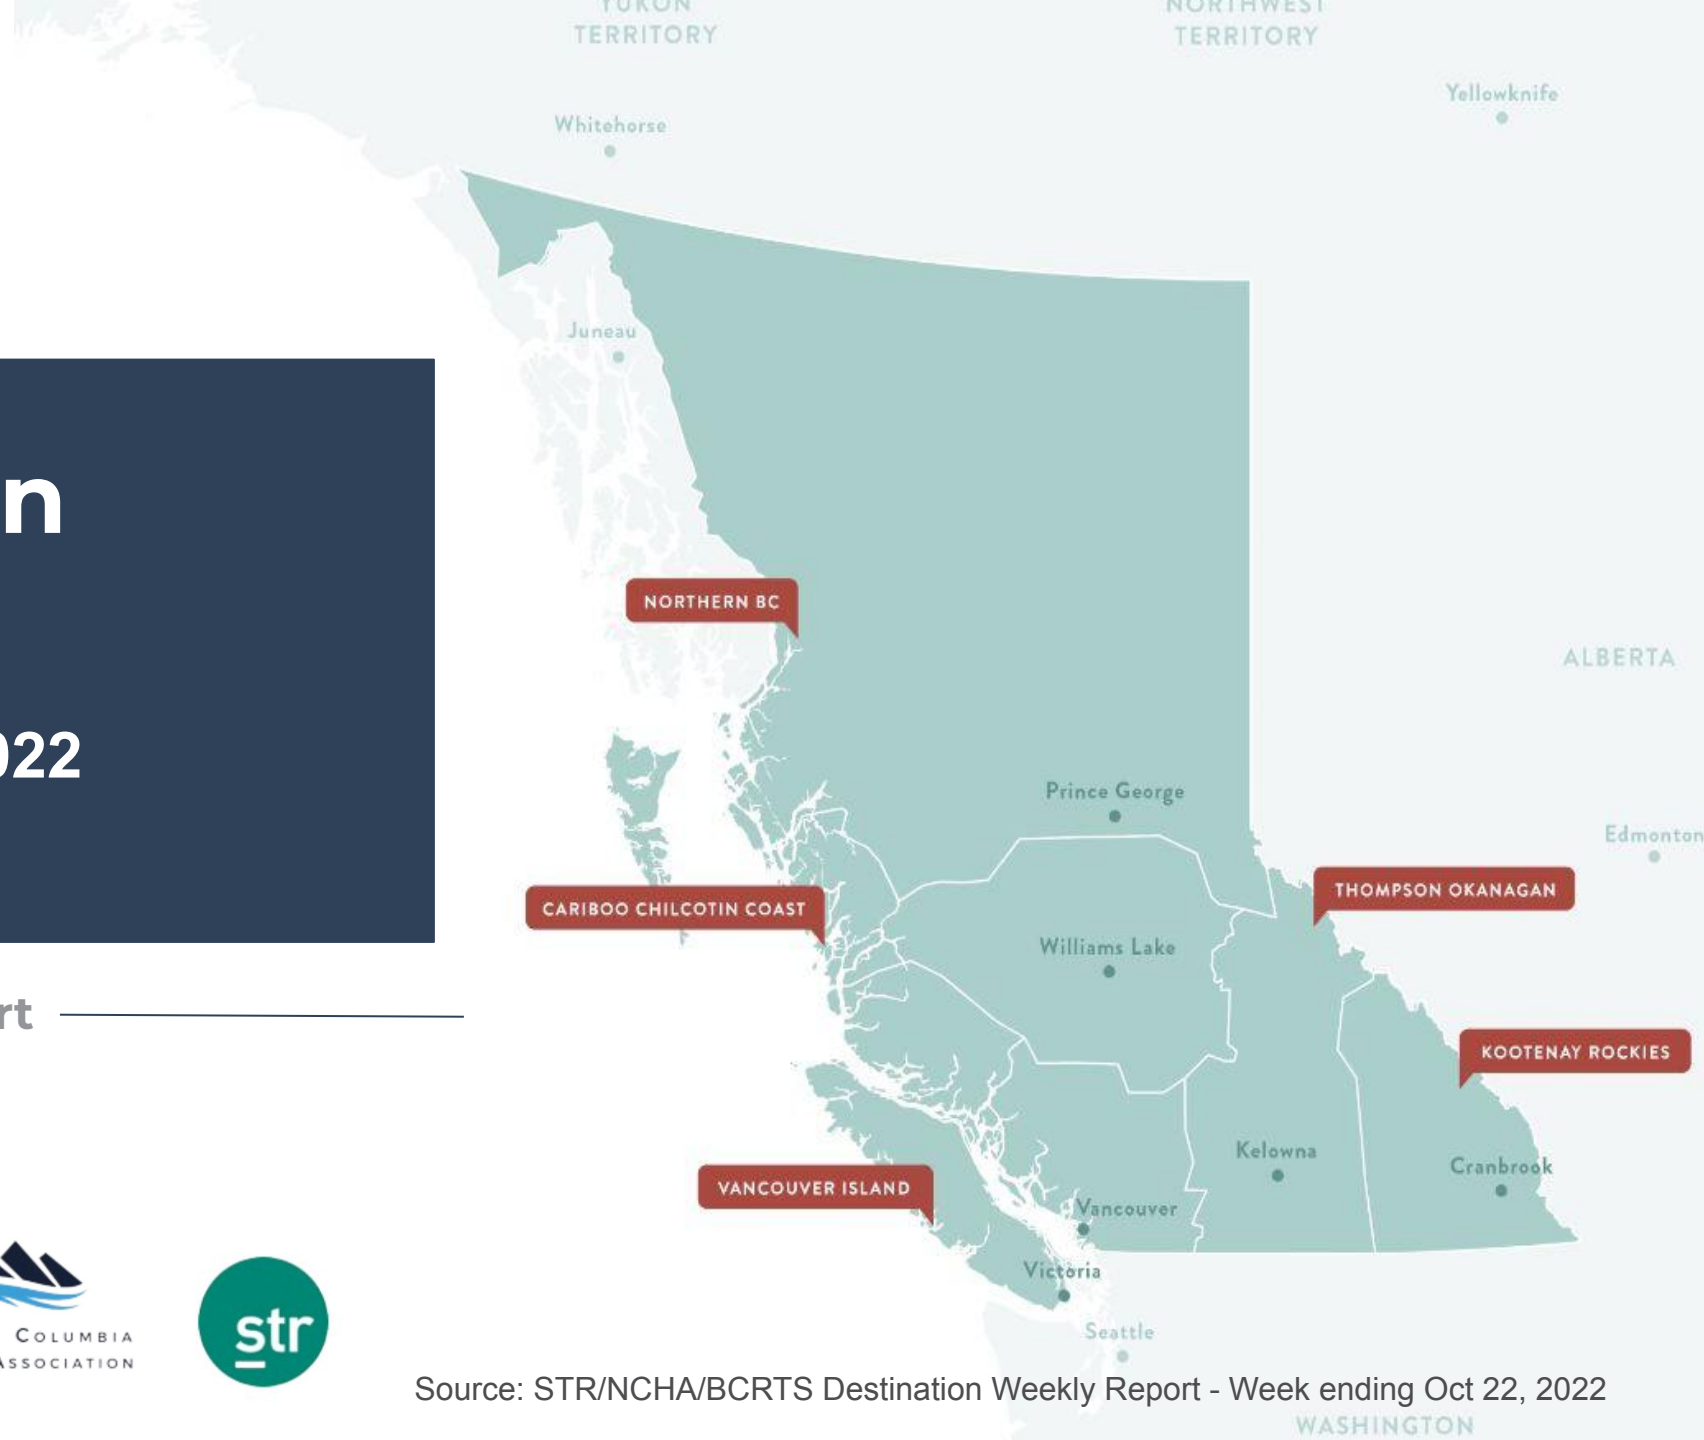 YUKON
TERRITORY
NORTHWEST
TERRITORY
Yellowknife
Whitehorse
Juneau
n
022
NORTHERN BC
ALBERTA
Prince George
Edmonton
THOMPSON OKANAGAN
CARIBOO CHILCOTIN COAST
Williams Lake
rt
KOOTENAY ROCKIES
Kelowna
Cranbrook
VANCOUVER ISLAND
Vancouver
Victoria
COLUMBIA
ASSOCIATION
str
Seattle
Source: STR/NCHA/BCRTS Destination Weekly Report - Week ending Oct 22, 2022
WASHINGTON